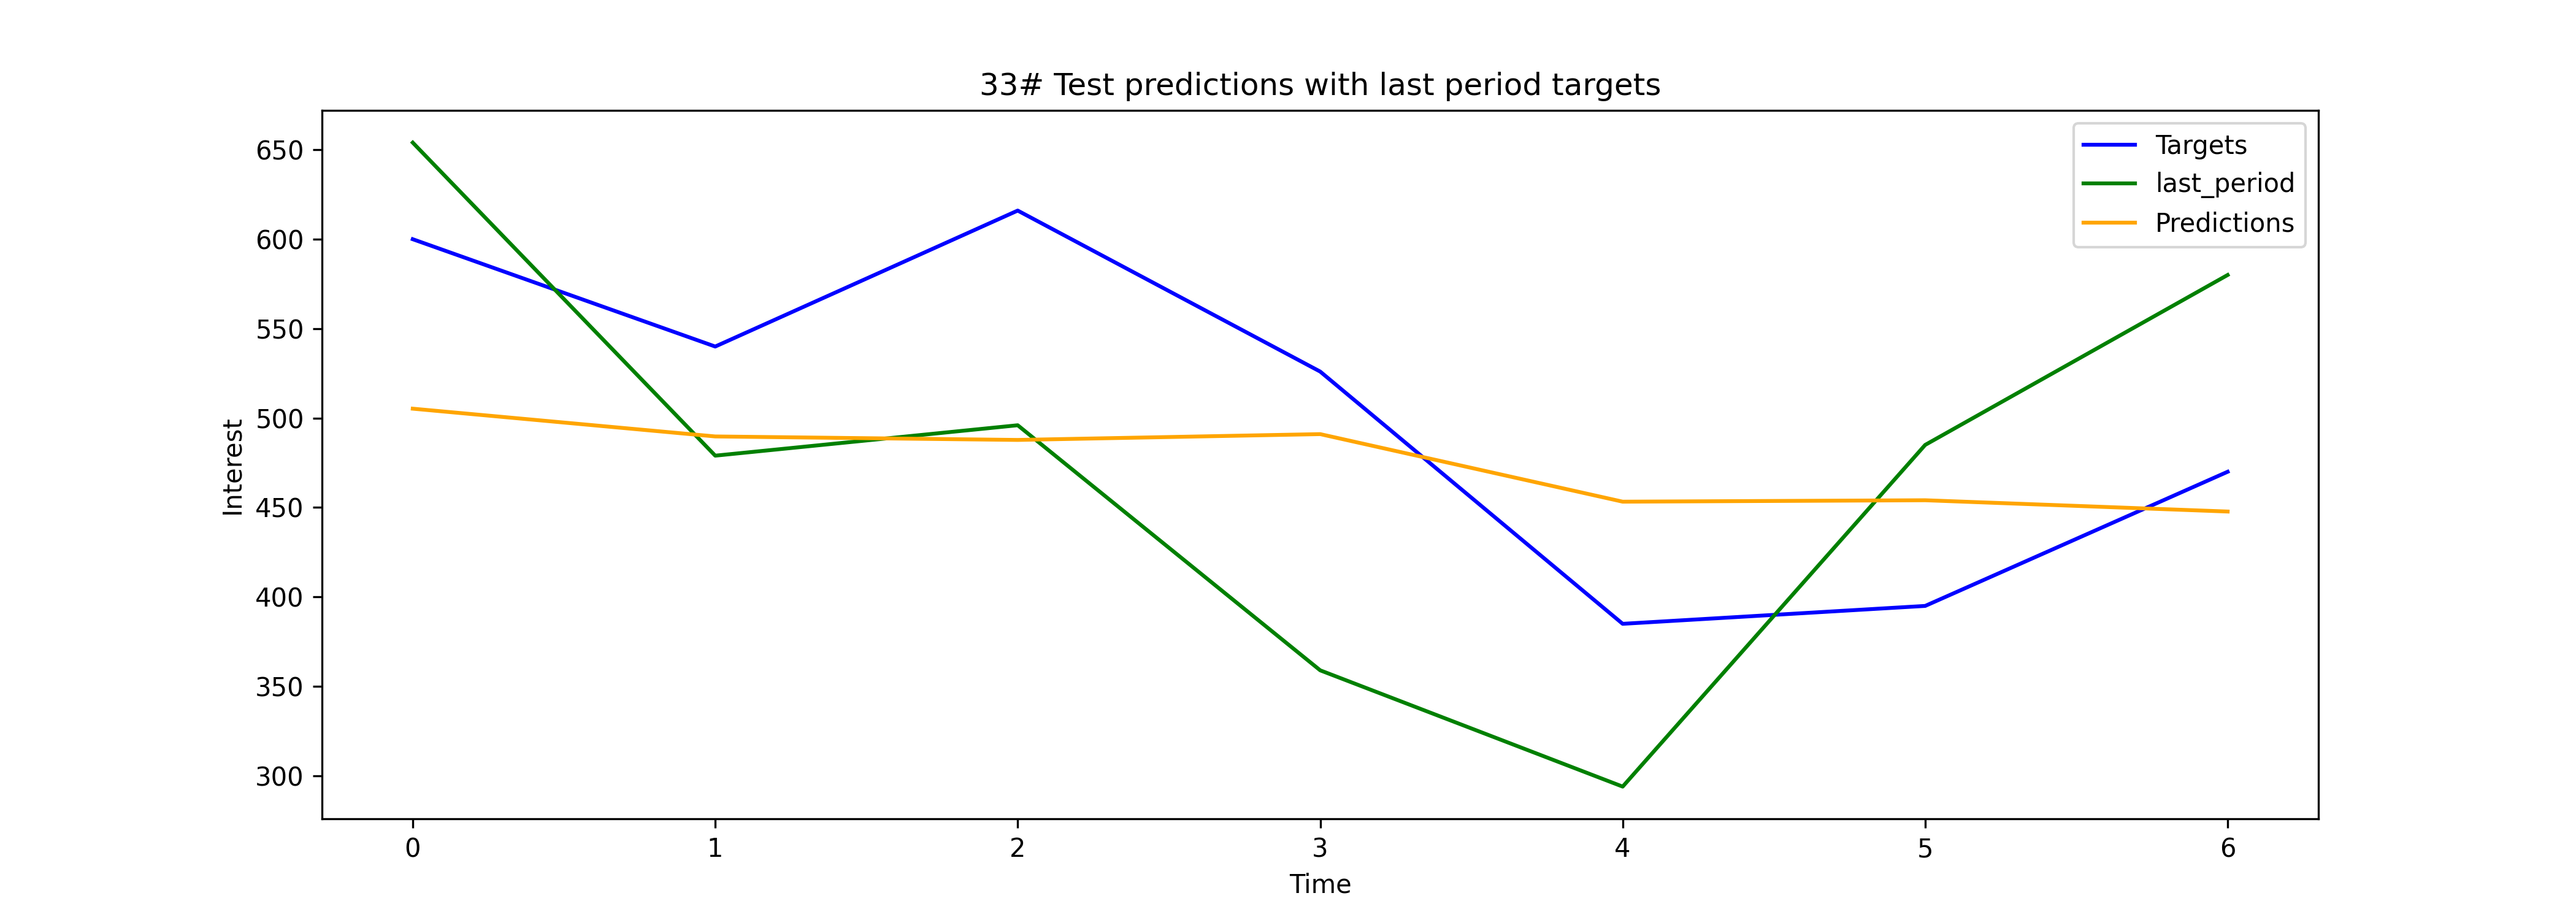 33# Test predictions with last period targets
Targets
last_period
Predictions
650
600
550
500
450
400
350
300
Interest
0 1 2 3 4 5 6
Time